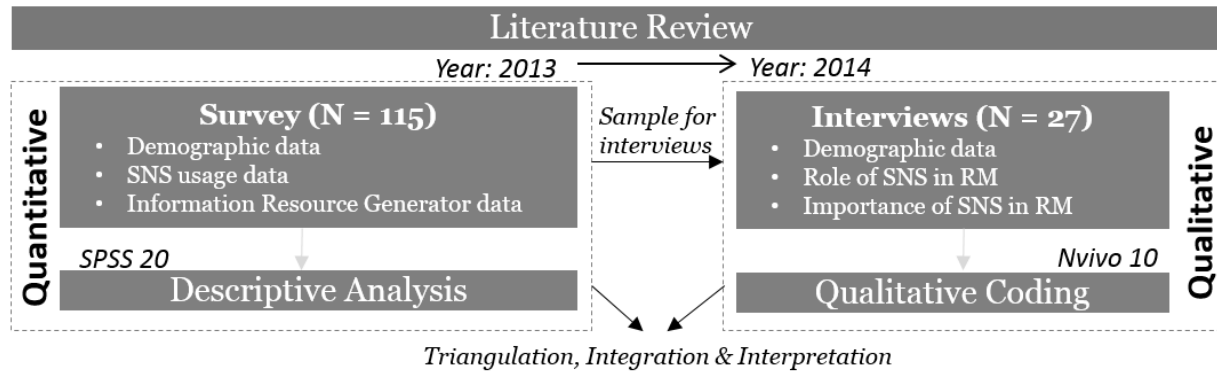 Literature Review
Year: 2013
Year: 2014
Quantitative
Survey (N = 115)
• Demographic data
• SNS usage data
• Information Resource Generator data
SPSS 20
Descriptive Analysis
Sample for
interviews
Interviews (N = 27)
• Demographic data
• Role of SNS in RM
• Importance of SNS in RM
Nvivo 10
Qualitative Coding
Qualitative
Triangulation, Integration & Interpretation